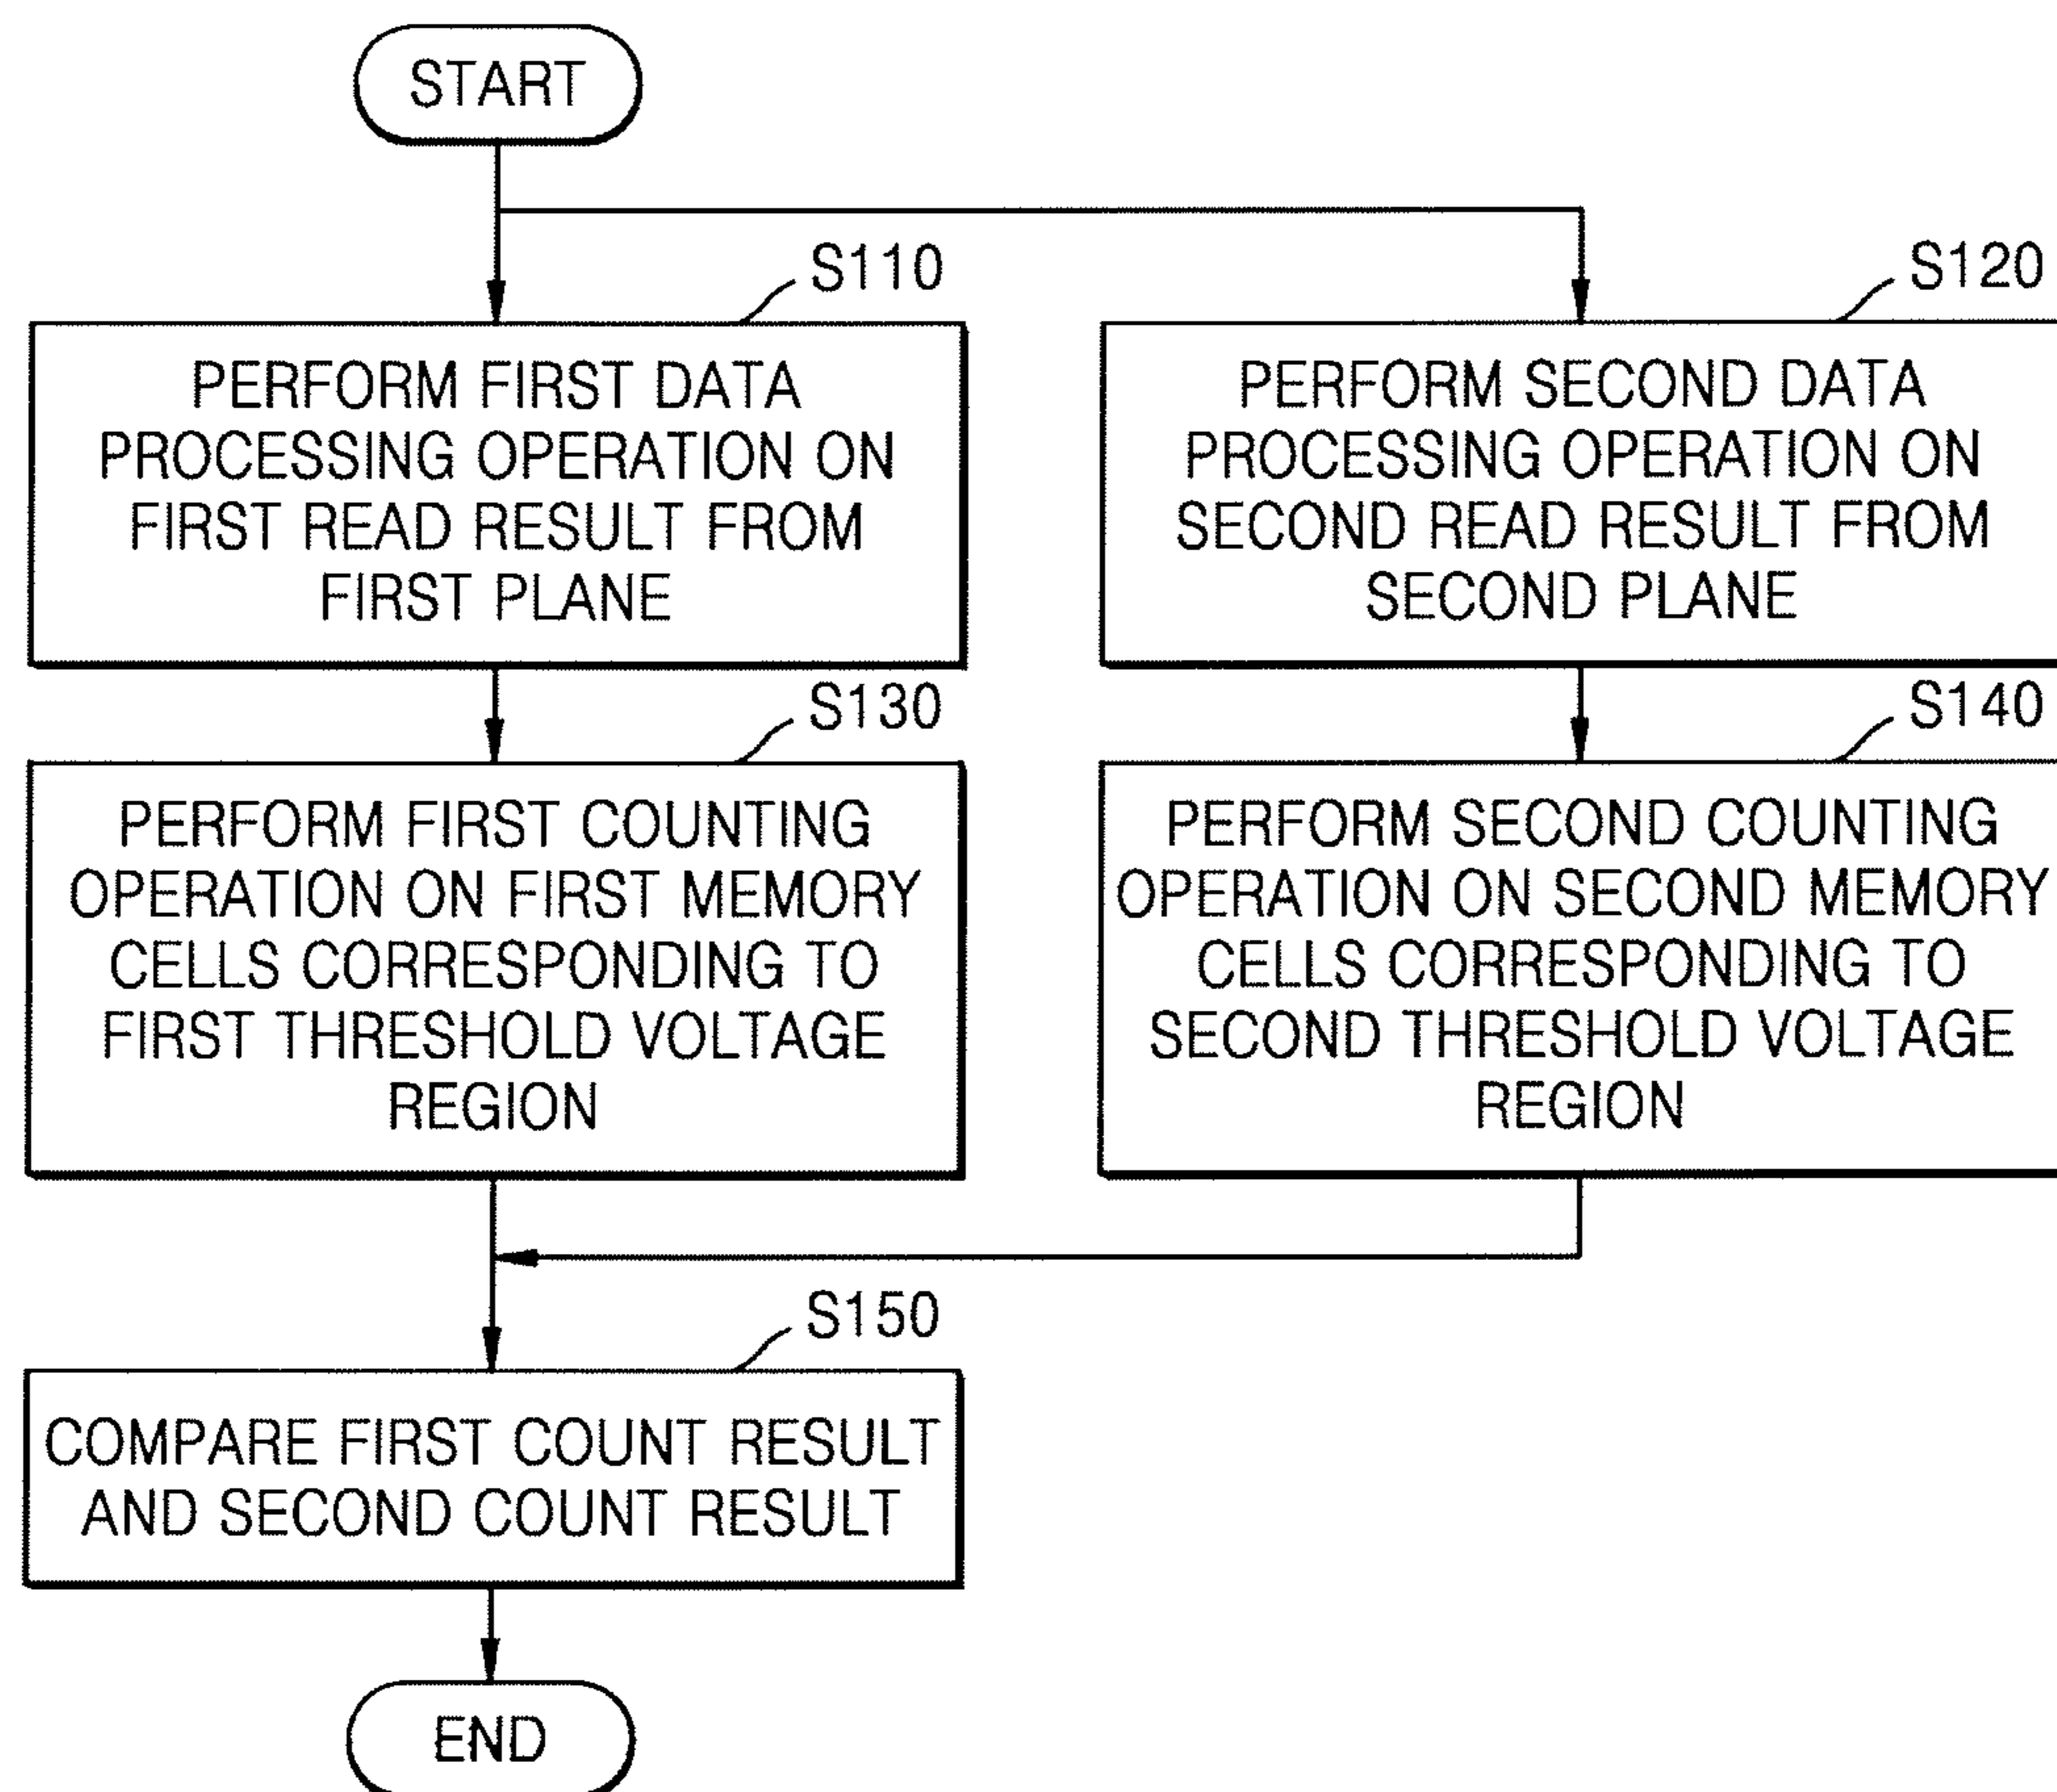 START
S110
PERFORM FIRST DATA
PROCESSING OPERATION ON
FIRST READ RESULT FROM
FIRST PLANE
S120
PERFORM SECOND DATA
PROCESSING OPERATION ON
SECOND READ RESULT FROM
SECOND PLANE
S130
PERFORM FIRST COUNTING
OPERATION ON FIRST MEMORY
CELLS CORRESPONDING TO
FIRST THRESHOLD VOLTAGE
REGION
S140
PERFORM SECOND COUNTING
OPERATION ON SECOND MEMORY
CELLS CORRESPONDING TO
SECOND THRESHOLD VOLTAGE
REGION
S150
COMPARE FIRST COUNT RESULT
AND SECOND COUNT RESULT
END